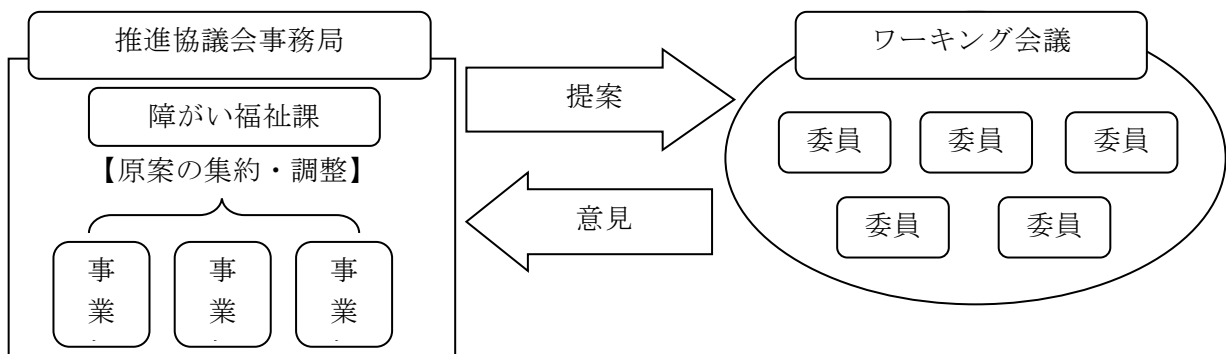 推進協議会事務局
障がい福祉課
【原案の集約・調整】
事業
事業
事業
提案
意見
ワーキング会議
委員
委員
委員
委員
委員